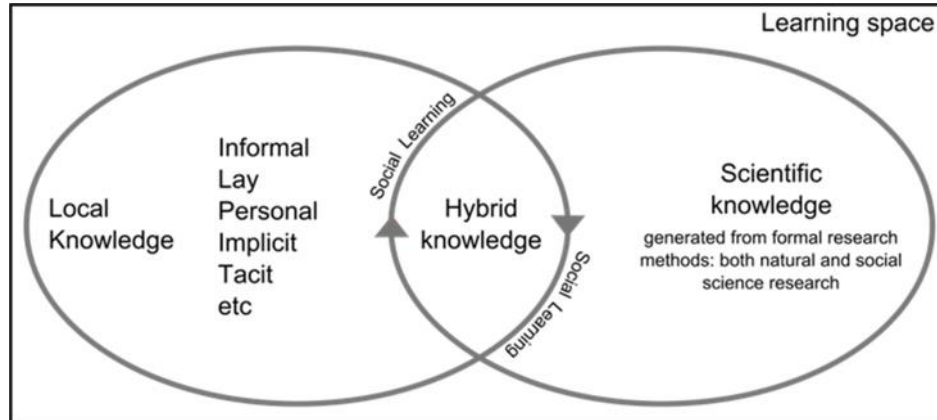 Learning space
Local
Knowledge
Informal
Lay
Personal
Implicit
Tacit
etc
Social Learning
Hybrid
knowledge
Social Learning
Scientific
knowledge
generated from formal research
methods: both natural and social
science research